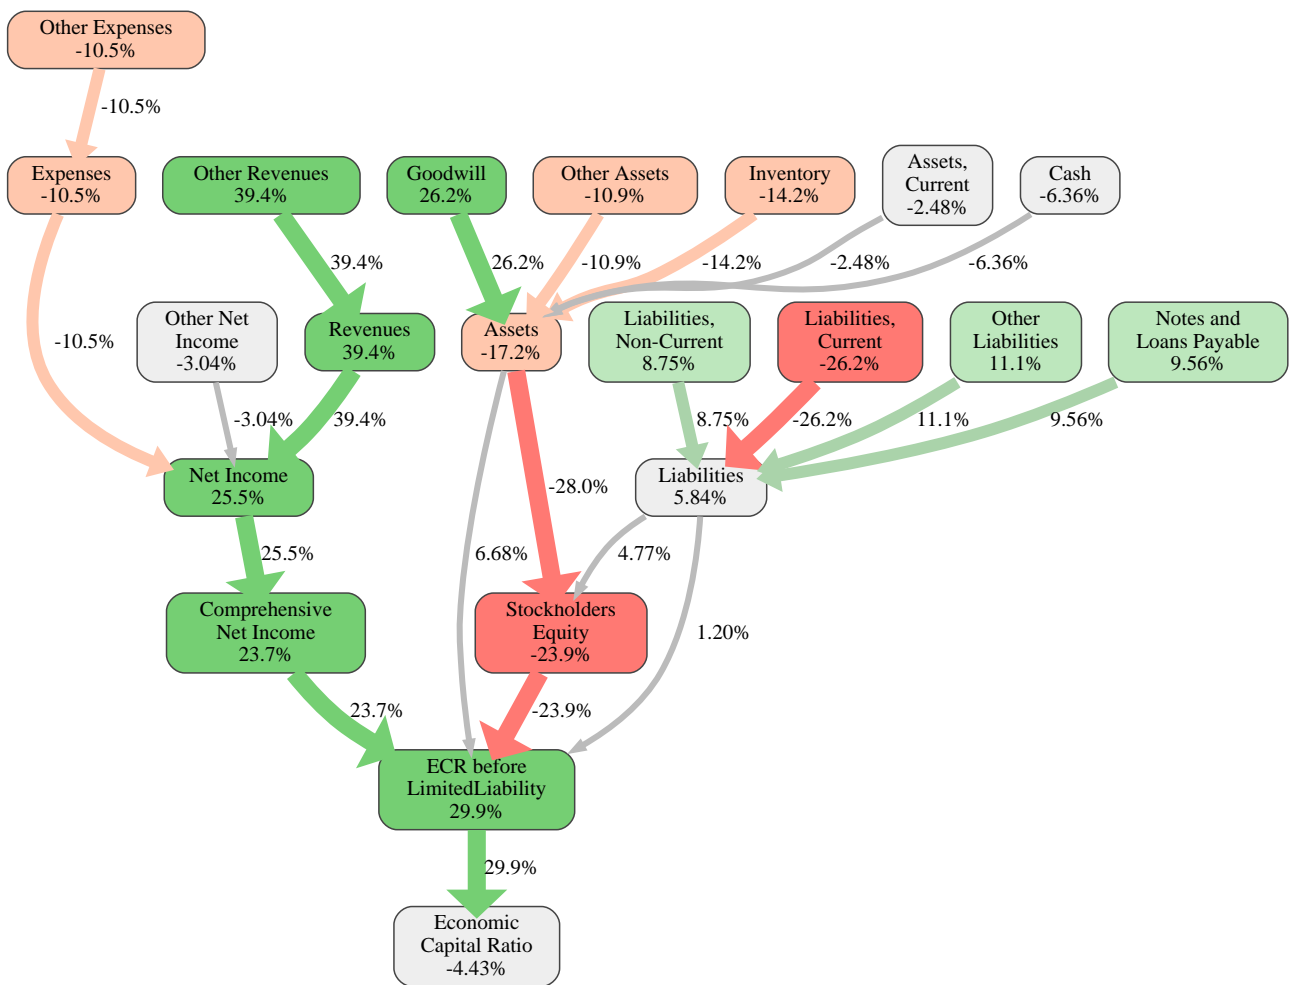 Other Expenses
-10.5%
-10.5%
Expenses
-10.5%
Other Revenues
39.4%
Goodwill
26.2%
Other Assets
-10.9%
Inventory
-14.2%
Assets,
Current
-2.48%
Cash
-6.36%
39.4%
26.2%
-10.9%
-14.2%
-2.48%
-6.36%
-10.5%
Other Net
Income
-3.04%
Revenues
39.4%
Assets
-17.2%
Liabilities,
Non-Current
8.75%
Liabilities,
Current
-26.2%
Other
Liabilities
11.1%
Notes and
Loans Payable
9.56%
-3.04%
39.4%
8.75%
-26.2%
11.1%
9.56%
Net Income
25.5%
-28.0%
Liabilities
5.84%
25.5%
6.68%
4.77%
Comprehensive
Net Income
23.7%
Stockholders
Equity
-23.9%
1.20%
23.7%
-23.9%
ECR before
LimitedLiability
29.9%
29.9%
Economic
Capital Ratio
-4.43%